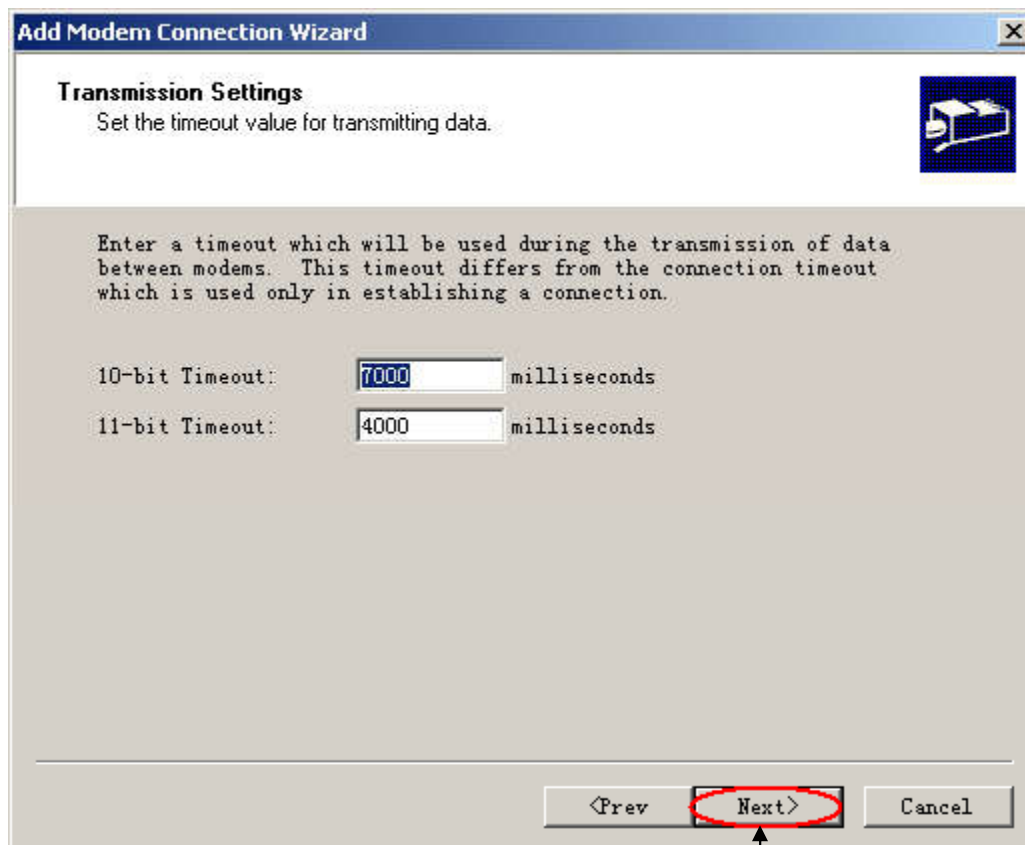 Add Modem Connection Wizard
Transmission Settings
Set the timeout value for transmitting data.
Enter a timeout which will be used during the transmission of data
between modems.  This timeout differs from the connection timeout
which is used only in establishing a connection.
10-bit Timeout: 7000 milliseconds
11-bit Timeout: 4000 milliseconds
<Prev Next> Cancel